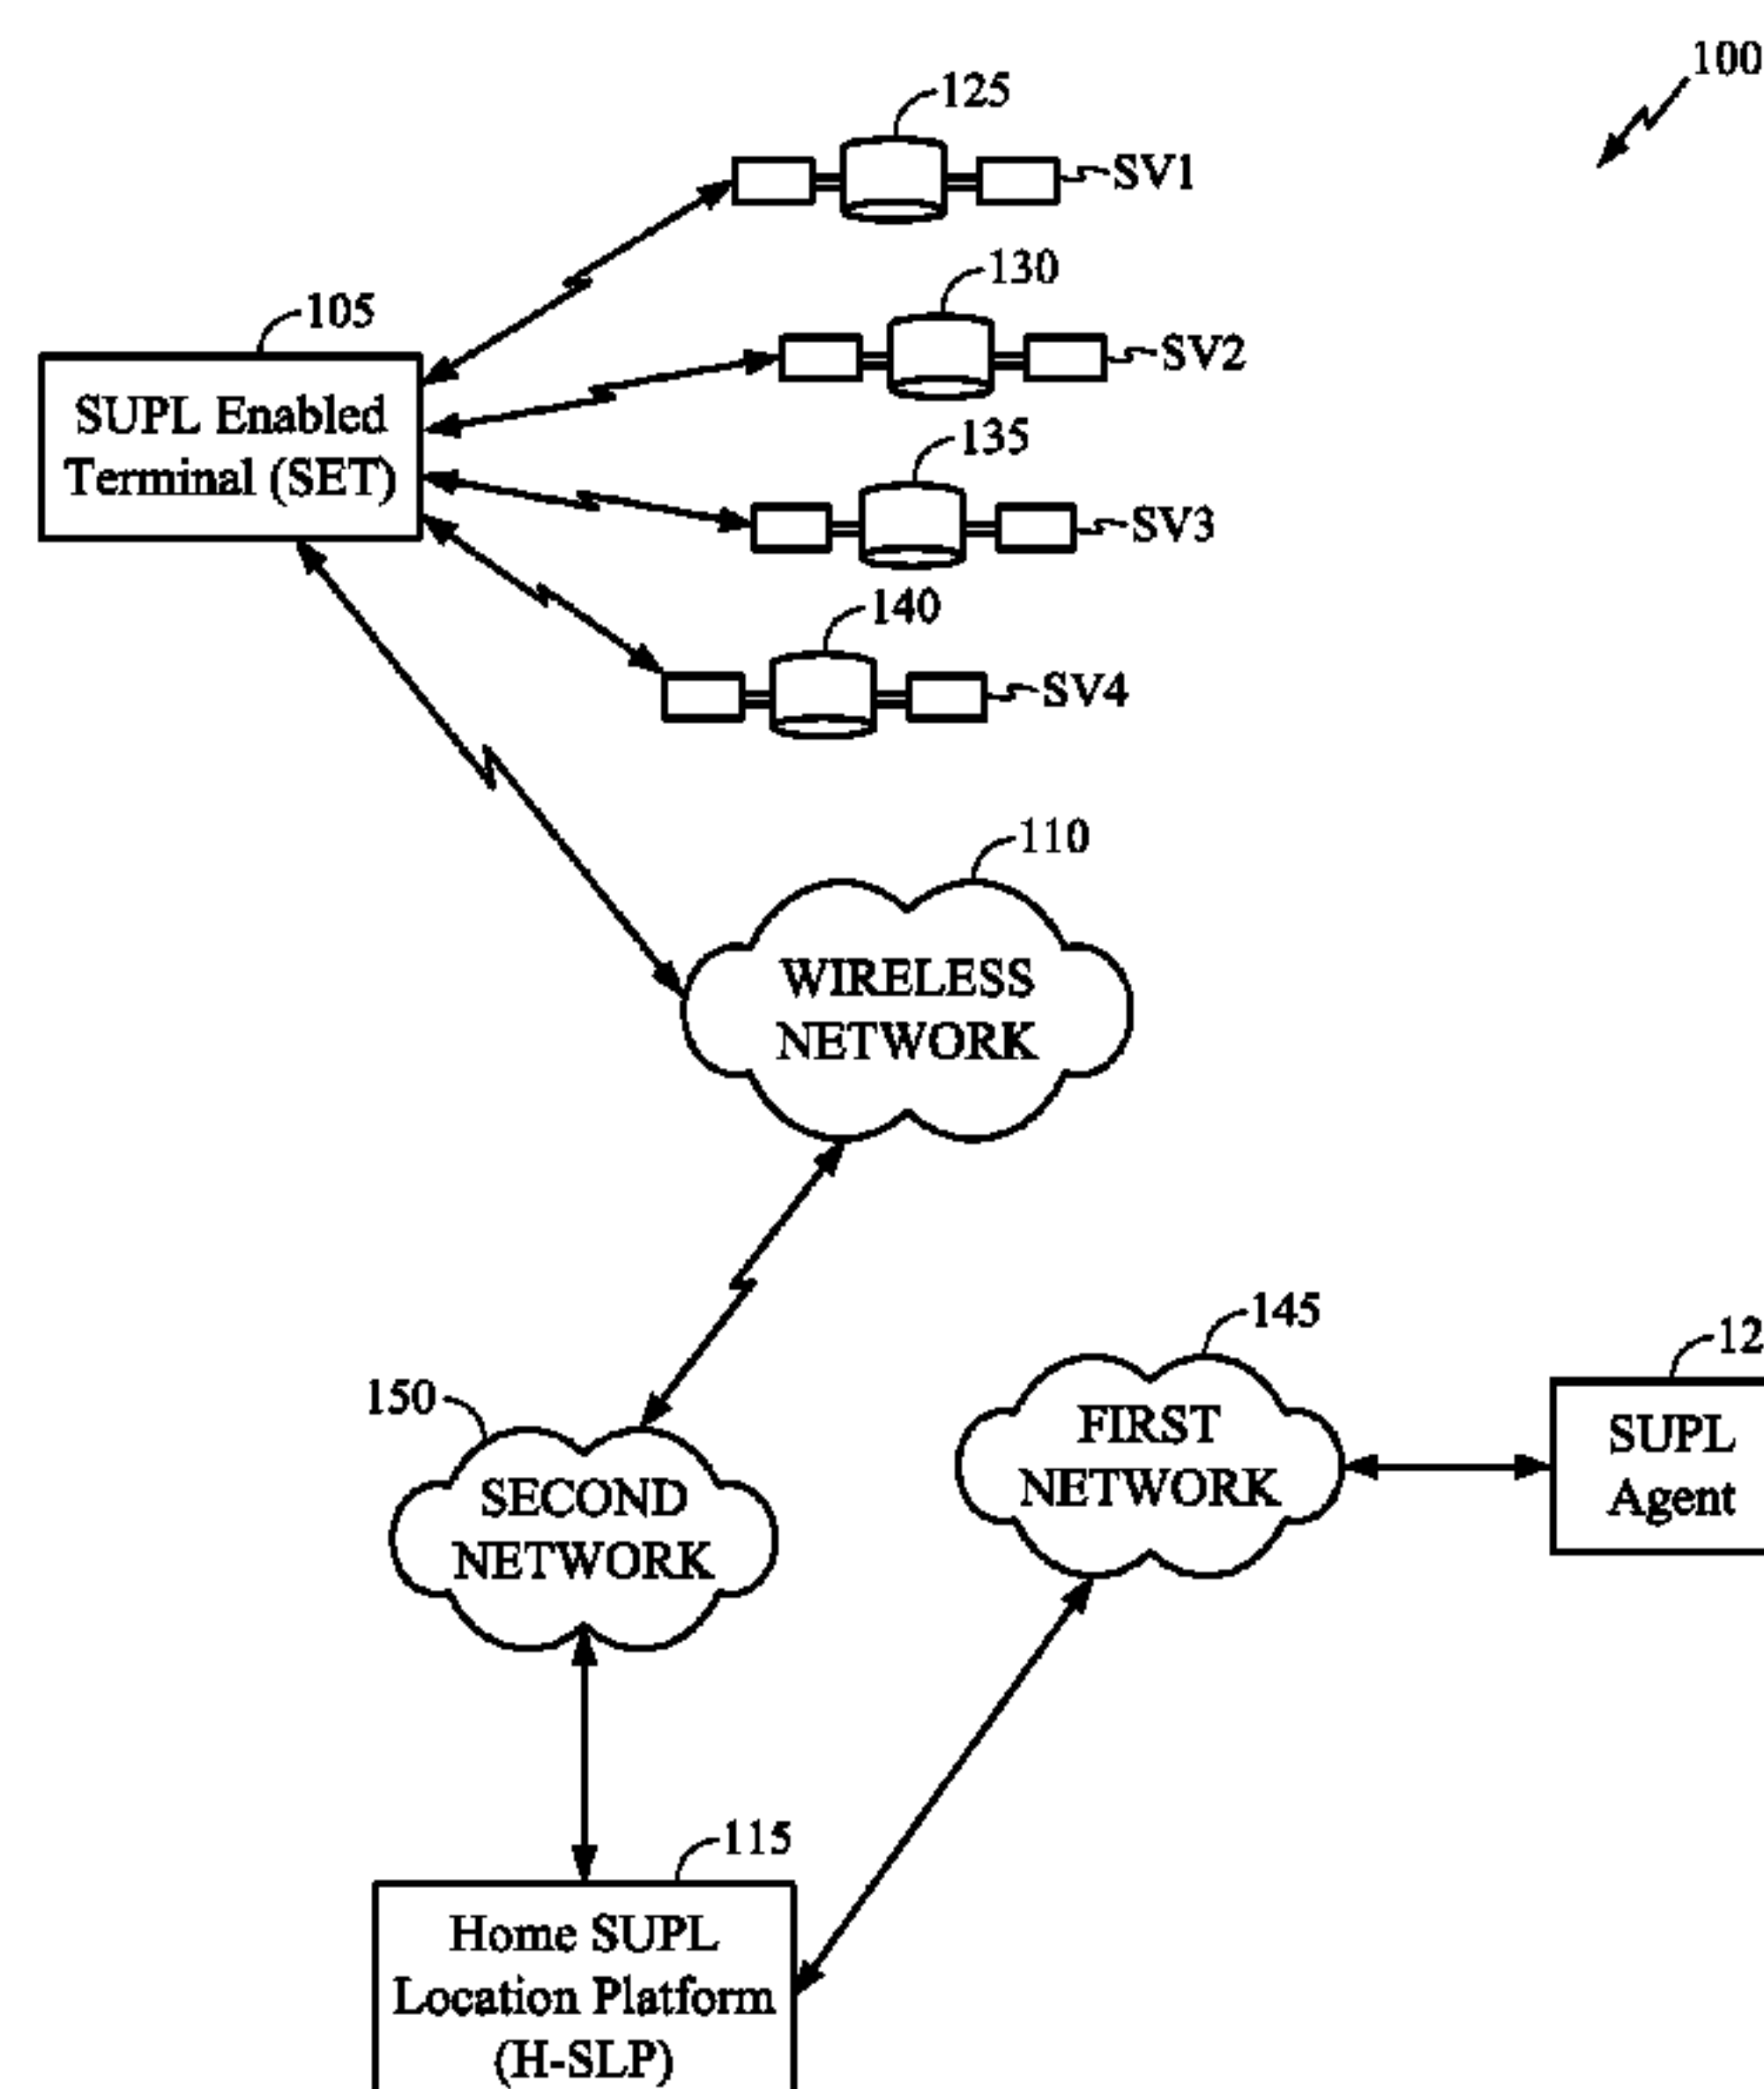 100
125
SV1
130
SV2
105
SUPL Enabled
Terminal (SET)
135
SV3
140
SV4
110
WIRELESS
NETWORK
145
FIRST
NETWORK
12
SUPL
Agent
150
SECOND
NETWORK
115
Home SUPL
Location Platform
(H-SLP)